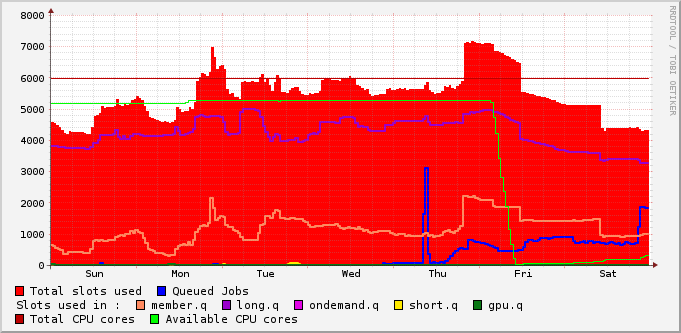 8000
7000
6000
5000
4000
3000
2000
1000
0
Sun Mon Tue Wed Thu Fri Sat
RRDTOOL / TOBI OETIKER
Total slots used Queued Jobs
Slots used in : member.q long.q ondemand.q short.q gpu.q
Total CPU cores Available CPU cores